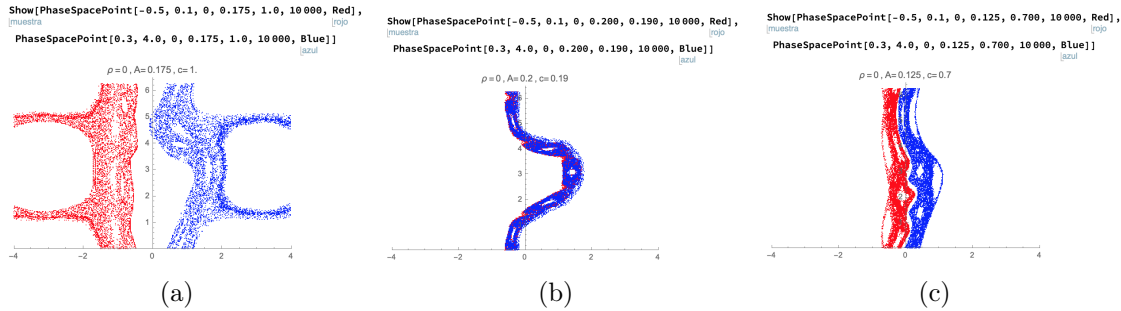 Show[PhaseSpacePoint[-0.5, 0.1, 0, 0.175, 1.0, 10 000, Red],
muestra rojo
PhaseSpacePoint[0.3, 4.0, 0, 0.175, 1.0, 10 000, Blue]]
azul
ρ = 0 , A= 0.175 , c= 1.
6
5
4
3
2
1
-4 -2 0 2 4
(a)
Show[PhaseSpacePoint[-0.5, 0.1, 0, 0.200, 0.190, 10 000, Red],
muestra rojo
PhaseSpacePoint[0.3, 4.0, 0, 0.200, 0.190, 10 000, Blue]]
azul
ρ = 0 , A= 0.2 , c= 0.19
6
4
2
-4 -2 0 2 4
(b)
Show[PhaseSpacePoint[-0.5, 0.1, 0, 0.125, 0.700, 10 000, Red],
muestra rojo
PhaseSpacePoint[0.3, 4.0, 0, 0.125, 0.700, 10 000, Blue]]
azul
ρ = 0 , A= 0.125 , c= 0.7
-4 -2 0 2 4
(c)